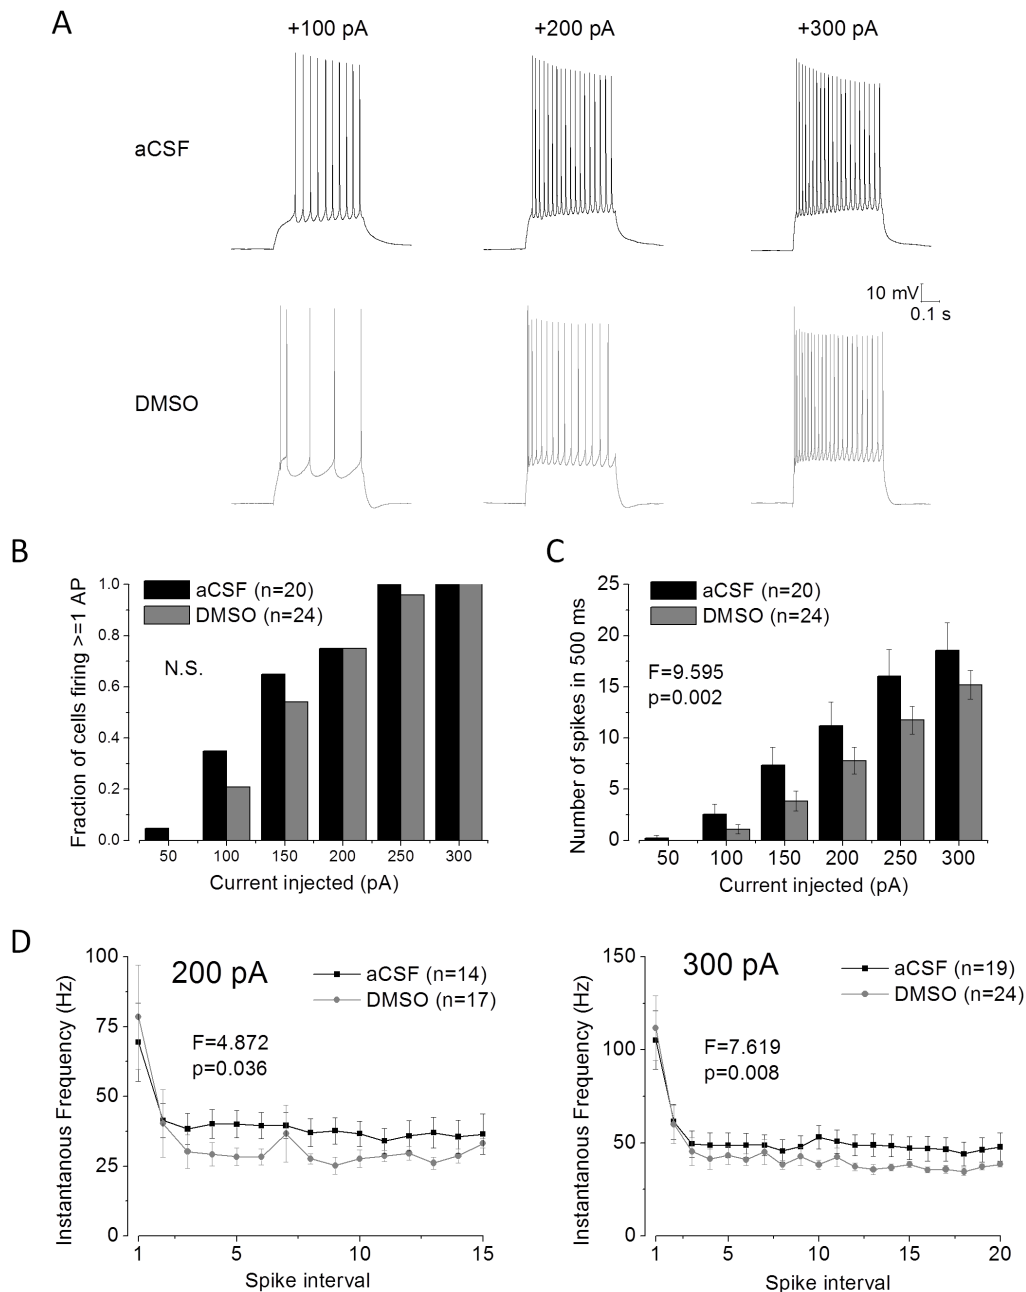 A
+100 pA
+200 pA
+300 pA
aCSF
10 mV
0.1 s
DMSO
B
Fraction of cells firing >=1 AP
1.0
0.8
0.6
0.4
0.2
0.0
aCSF (n=20)
DMSO (n=24)
N.S.
50 100 150 200 250 300
Current injected (pA)
C
Number of spikes in 500 ms
25
20
15
10
5
0
aCSF (n=20)
DMSO (n=24)
F=9.595
p=0.002
50 100 150 200 250 300
Current injected (pA)
D
Instantanous Frequency (Hz)
100
75
50
25
0
200 pA
aCSF (n=14)
DMSO (n=17)
F=4.872
p=0.036
1 5 10 15
Spike interval
Instantanous Frequency (Hz)
150
100
50
0
300 pA
aCSF (n=19)
DMSO (n=24)
F=7.619
p=0.008
1 5 10 15 20
Spike interval